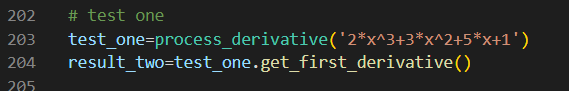 202 # test one
203 test_one=process_derivative('2*x^3+3*x^2+5*x+1')
204 result_two=test_one.get_first_derivative()
205